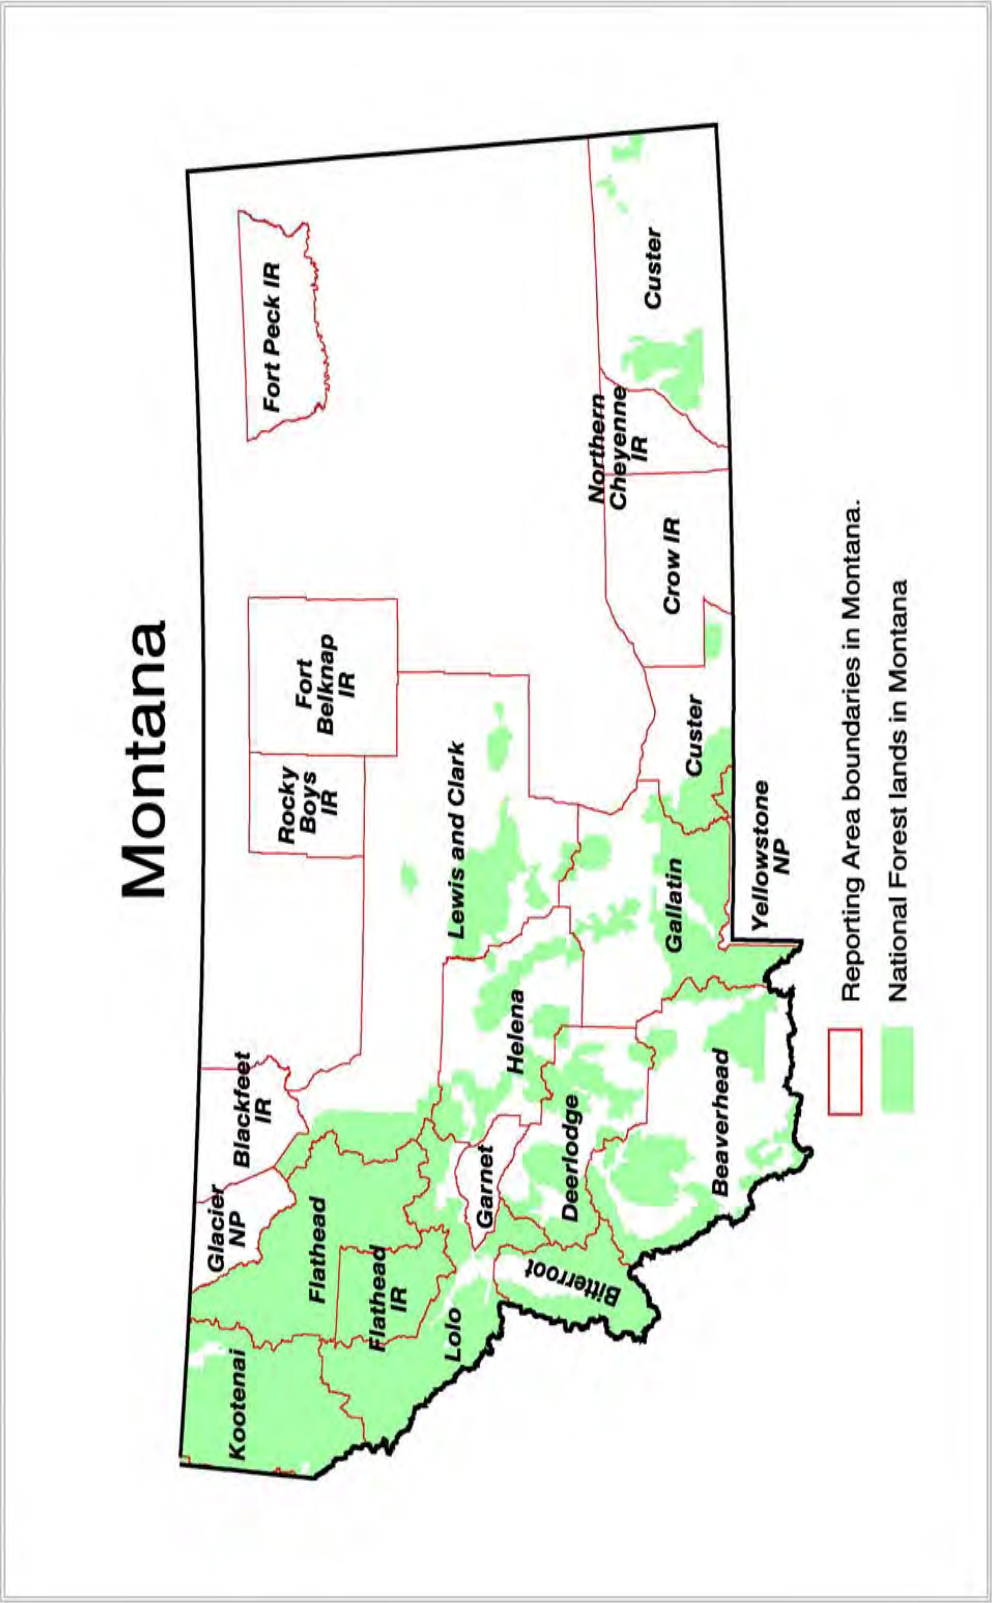 Montana
Kootenai
Glacier
NP
Blackfeet
IR
Flathead
Flathead
IR
Lolo
Bitterroot
Garnet
Deerlodge
Helena
Beaverhead
Rocky
Boys
IR
Fort
Belknap
IR
Fort Peck IR
Lewis and Clark
Gallatin
Yellowstone
NP
Custer
Crow IR
Northern
Cheyenne
IR
Custer
Reporting Area boundaries in Montana.
National Forest lands in Montana